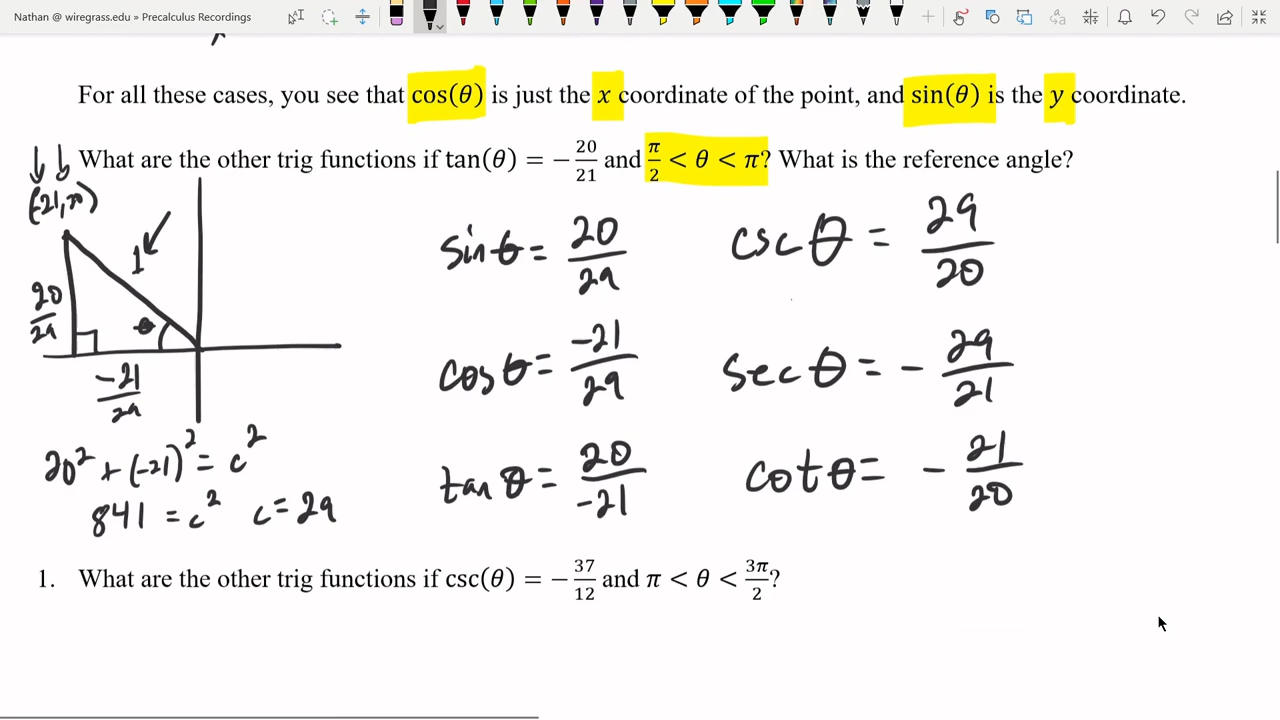 Nathan @ wiregrass.edu » Precalculus Recordings
For all these cases, you see that cos(θ) is just the x coordinate of the point, and sin(θ) is the y coordinate.
What are the other trig functions if tan(θ) = −20/21 and π/2 < θ < π? What is the reference angle?
(-21, 20)
1
20/29
θ
-21/29
20² + (-21)² = c²
841 = c² c = 29
sin θ = 20/29
csc θ = 29/20
cos θ = -21/29
sec θ = - 29/21
tan θ = 20/-21
cot θ = - 21/20
1. What are the other trig functions if csc(θ) = −37/12 and π < θ < 3π/2?